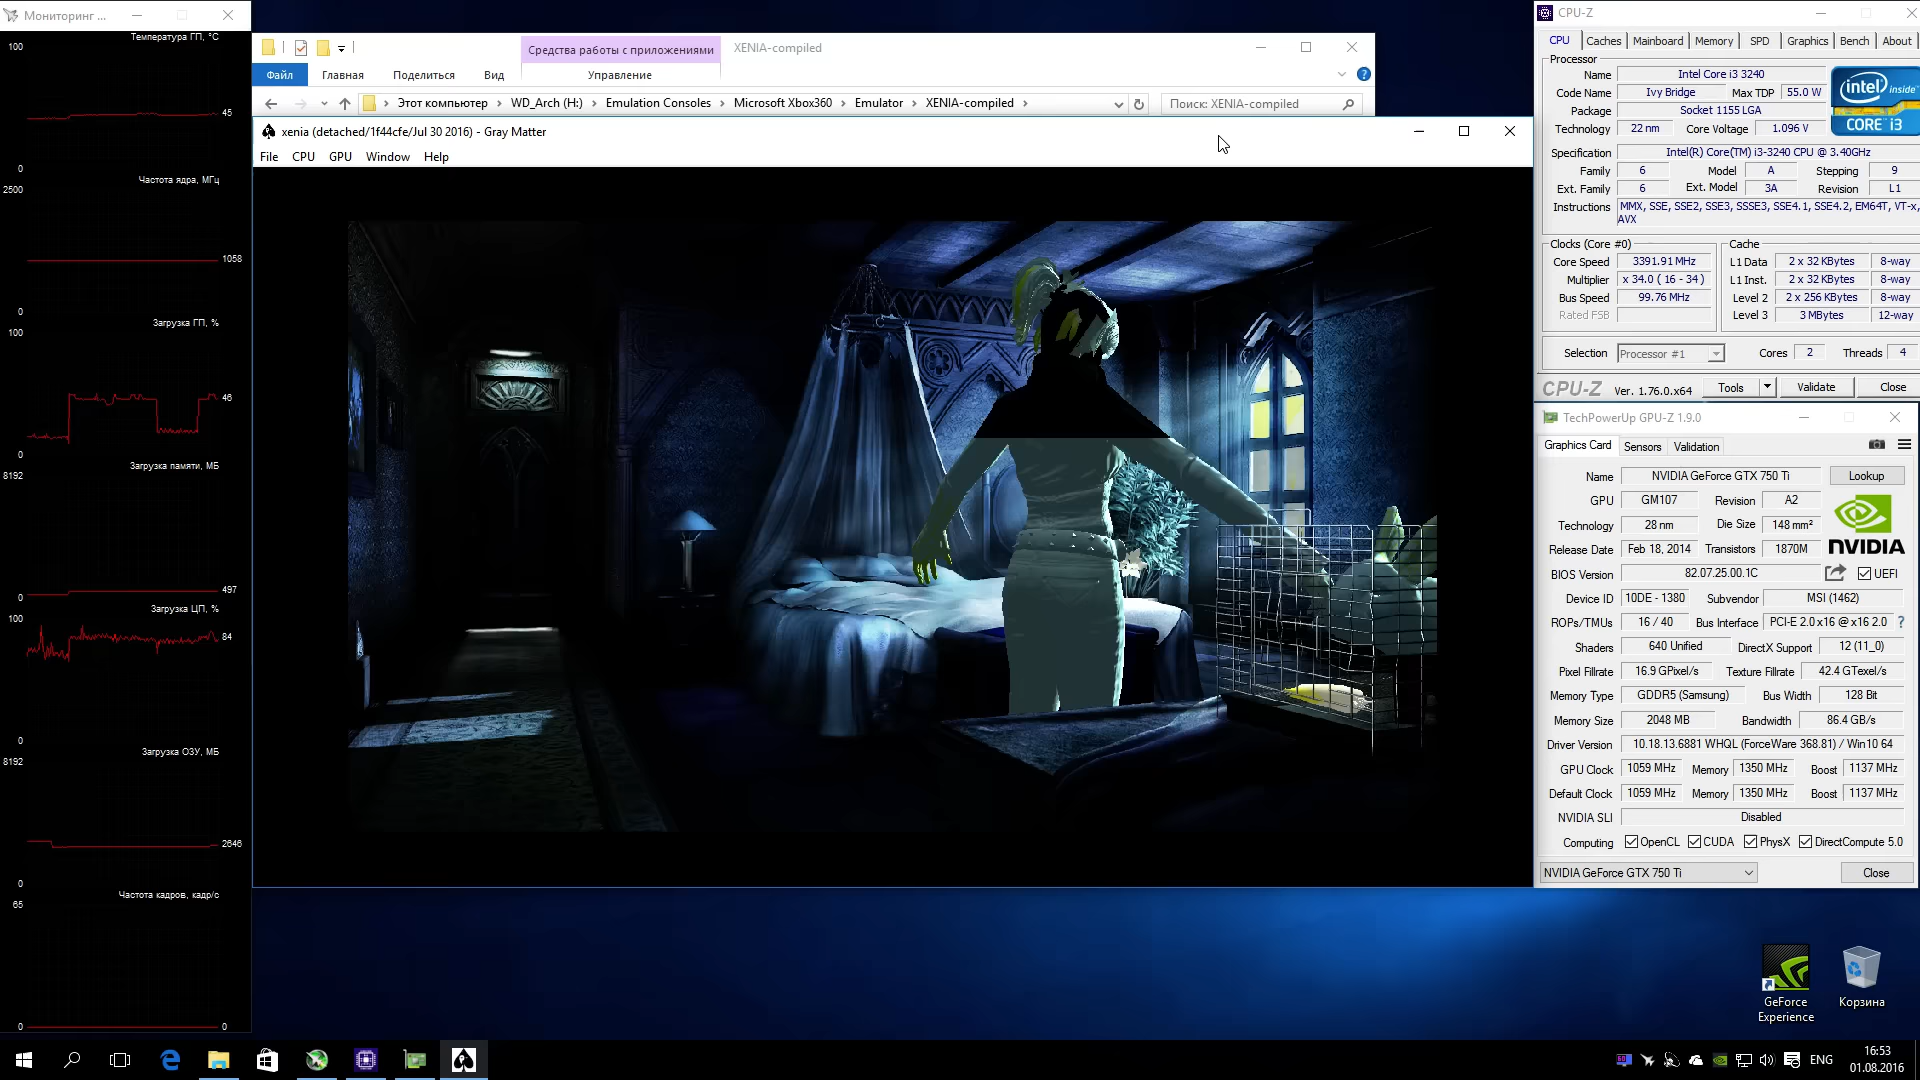 Мониторинг ...
Температура ГП, °C
100
45
0
Частота ядра, МГц
2500
1058
0
Загрузка ГП, %
100
46
0
Загрузка памяти, МБ
8192
497
0
Загрузка ЦП, %
100
84
0
Загрузка ОЗУ, МБ
8192
2646
0
Частота кадров, кадр/с
65
0
0
Средства работы с приложениями
XENIA-compiled
Файл
Главная
Поделиться
Вид
Управление
Этот компьютер
WD_Arch (H:)
Emulation Consoles
Microsoft Xbox360
Emulator
XENIA-compiled
Поиск: XENIA-compiled
xenia (detached/1f44cfe/Jul 30 2016) - Gray Matter
File CPU GPU Window Help
CPU-Z
CPU Caches Mainboard Memory SPD Graphics Bench About
Processor
Name Intel Core i3 3240
Code Name Ivy Bridge Max TDP 55.0 W
Package Socket 1155 LGA
Technology 22 nm Core Voltage 1.096 V
intel inside™
CORE i3
Specification Intel(R) Core(TM) i3-3240 CPU @ 3.40GHz
Family 6 Model A Stepping 9
Ext. Family 6 Ext. Model 3A Revision L1
Instructions MMX, SSE, SSE2, SSE3, SSSE3, SSE4.1, SSE4.2, EM64T, VT-x,
AVX
Clocks (Core #0)
Core Speed 3391.91 MHz
Multiplier x 34.0 ( 16 - 34 )
Bus Speed 99.76 MHz
Rated FSB
Cache
L1 Data 2 x 32 KBytes 8-way
L1 Inst. 2 x 32 KBytes 8-way
Level 2 2 x 256 KBytes 8-way
Level 3 3 MBytes 12-way
Selection Processor #1 Cores 2 Threads 4
CPU-Z Ver. 1.76.0.x64 Tools Validate Close
TechPowerUp GPU-Z 1.9.0
Graphics Card Sensors Validation
Name NVIDIA GeForce GTX 750 Ti Lookup
GPU GM107 Revision A2
Technology 28 nm Die Size 148 mm²
Release Date Feb 18, 2014 Transistors 1870M
NVIDIA
BIOS Version 82.07.25.00.1C UEFI
Device ID 10DE - 1380 Subvendor MSI (1462)
ROPs/TMUs 16 / 40 Bus Interface PCI-E 2.0 x16 @ x16 2.0 ?
Shaders 640 Unified DirectX Support 12 (11_0)
Pixel Fillrate 16.9 GPixel/s Texture Fillrate 42.4 GTexel/s
Memory Type GDDR5 (Samsung) Bus Width 128 Bit
Memory Size 2048 MB Bandwidth 86.4 GB/s
Driver Version 10.18.13.6881 WHQL (ForceWare 368.81) / Win10 64
GPU Clock 1059 MHz Memory 1350 MHz Boost 1137 MHz
Default Clock 1059 MHz Memory 1350 MHz Boost 1137 MHz
NVIDIA SLI Disabled
Computing OpenCL CUDA PhysX DirectCompute 5.0
NVIDIA GeForce GTX 750 Ti Close
GeForce
Experience
Корзина
60
ENG
16:53
01.08.2016